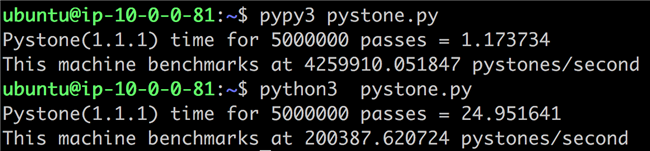 ubuntu@ip-10-0-0-81:~$ pypy3 pystone.py
Pystone(1.1.1) time for 5000000 passes = 1.173734
This machine benchmarks at 4259910.051847 pystones/second
ubuntu@ip-10-0-0-81:~$ python3  pystone.py
Pystone(1.1.1) time for 5000000 passes = 24.951641
This machine benchmarks at 200387.620724 pystones/second